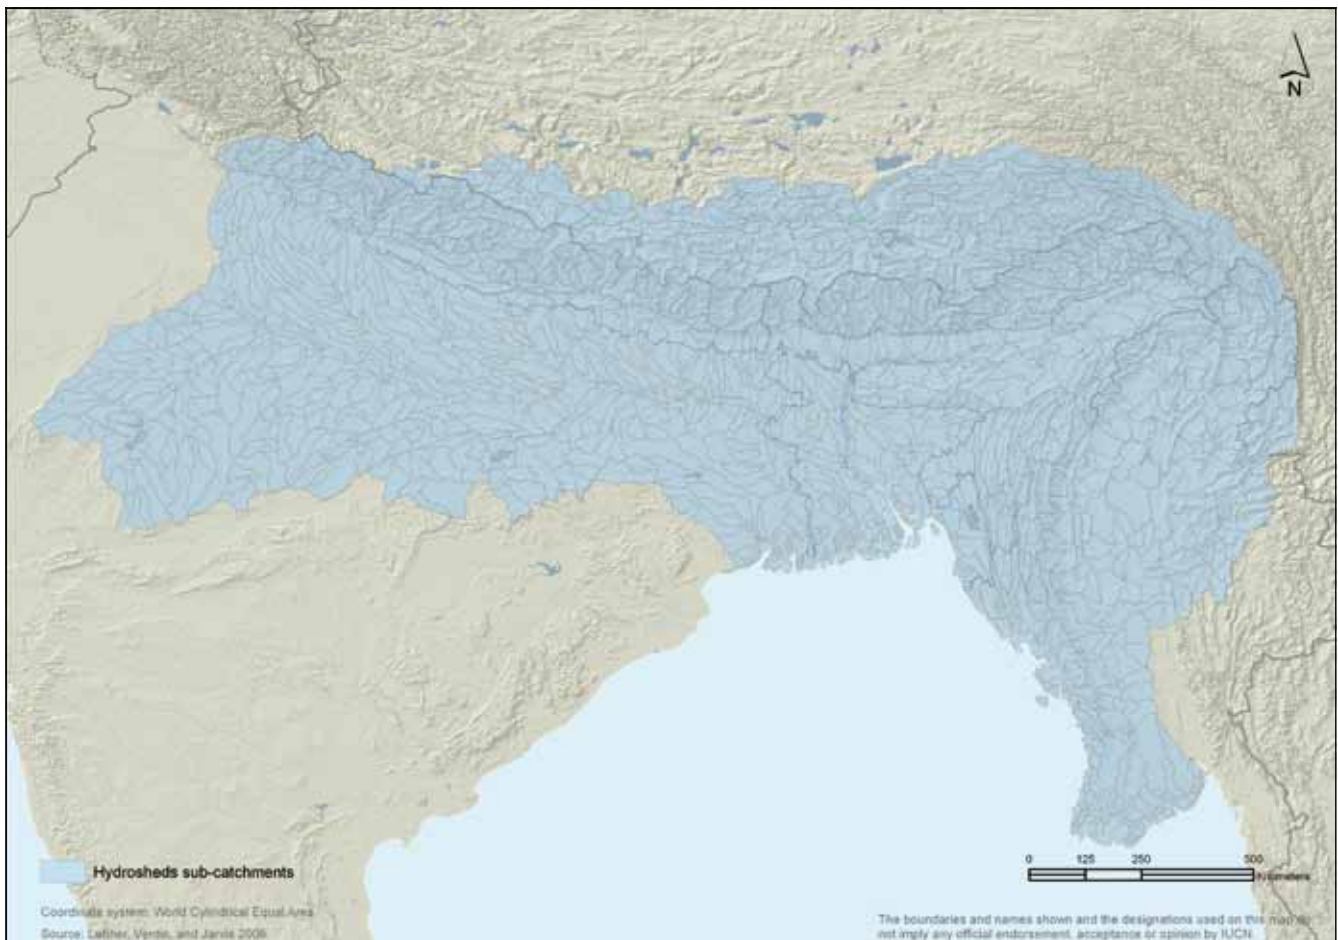 N
Hydrosheds sub-catchments
0 125 250 500
Kilometers
Coordinate system: World Cylindrical Equal Area
Source: Lehner, Verdin, and Jarvis 2006
The boundaries and names shown and the designations used on this map do
not imply any official endorsement, acceptance or opinion by IUCN.